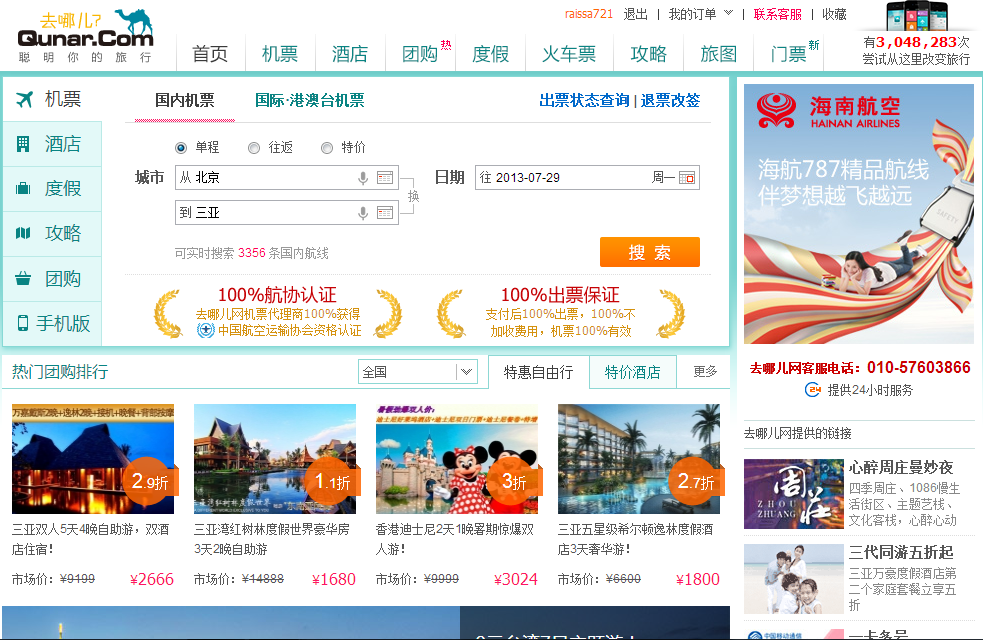 去哪儿?
Qunar.Com
聪明你的旅行
raissa721 退出 | 我的订单 | 联系客服 | 收藏
有3,048,283次
尝试从这里改变旅行
首页 机票 酒店 团购 热 度假 火车票 攻略 旅图 门票 新
机票
酒店
度假
攻略
团购
手机版
国内机票 国际·港澳台机票 出票状态查询 | 退票改签
单程 往返 特价
城市 从 北京 日期 往 2013-07-29 周一
换
到 三亚
可实时搜索 3356 条国内航线
搜 索
100%航协认证
去哪儿网机票代理商100%获得
中国航空运输协会资格认证
100%出票保证
支付后100%出票，100%不
加收费用，机票100%有效
海南航空
HAINAN AIRLINES
海航787精品航线
伴梦想越飞越远
SAFETY
去哪儿网客服电话：010-57603866
24 提供24小时服务
热门团购排行 全国 特惠自由行 特价酒店 更多
万嘉戴斯2晚+逸林2晚+接机+晚餐+背部按摩
2.9折
三亚双人5天4晚自助游，双酒
店住宿！
市场价：¥9199 ¥2666
1.1折
三亚湾红树林度假世界豪华房
3天2晚自助游
市场价：¥14888 ¥1680
暑假劲爆双人价：
3折
香港迪士尼2天1晚暑期惊爆双
人游！
市场价：¥9999 ¥3024
2.7折
三亚五星级希尔顿逸林度假酒
店3天奢华游！
市场价：¥6600 ¥1800
去哪儿网提供的链接
周莊
ZHOU
ZHUANG
心醉周庄曼妙夜
四季周庄、1086慢生
活街区、主题艺栈、
文化客栈，心醉心动
三代同游五折起
三亚万豪度假酒店第
二个家庭套餐立享五
折
中国移动通信